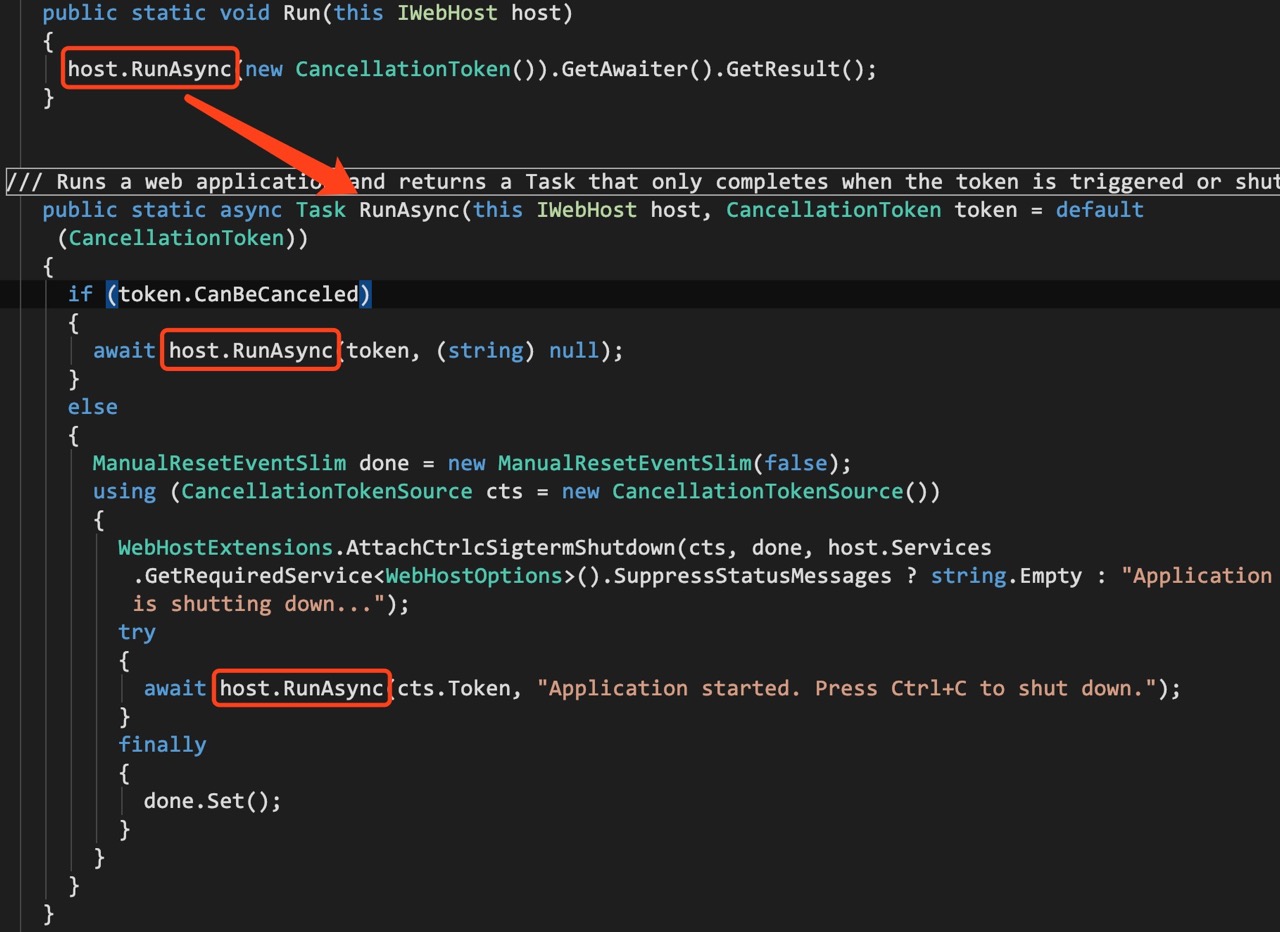 public static void Run(this IWebHost host)
{
host.RunAsync(new CancellationToken()).GetAwaiter().GetResult();
}
/// Runs a web application and returns a Task that only completes when the token is triggered or shut
public static async Task RunAsync(this IWebHost host, CancellationToken token = default
(CancellationToken))
{
if (token.CanBeCanceled)
{
await host.RunAsync(token, (string) null);
}
else
{
ManualResetEventSlim done = new ManualResetEventSlim(false);
using (CancellationTokenSource cts = new CancellationTokenSource())
{
WebHostExtensions.AttachCtrlcSigtermShutdown(cts, done, host.Services
.GetRequiredService<WebHostOptions>().SuppressStatusMessages ? string.Empty : "Application
is shutting down...");
try
{
await host.RunAsync(cts.Token, "Application started. Press Ctrl+C to shut down.");
}
finally
{
done.Set();
}
}
}
}